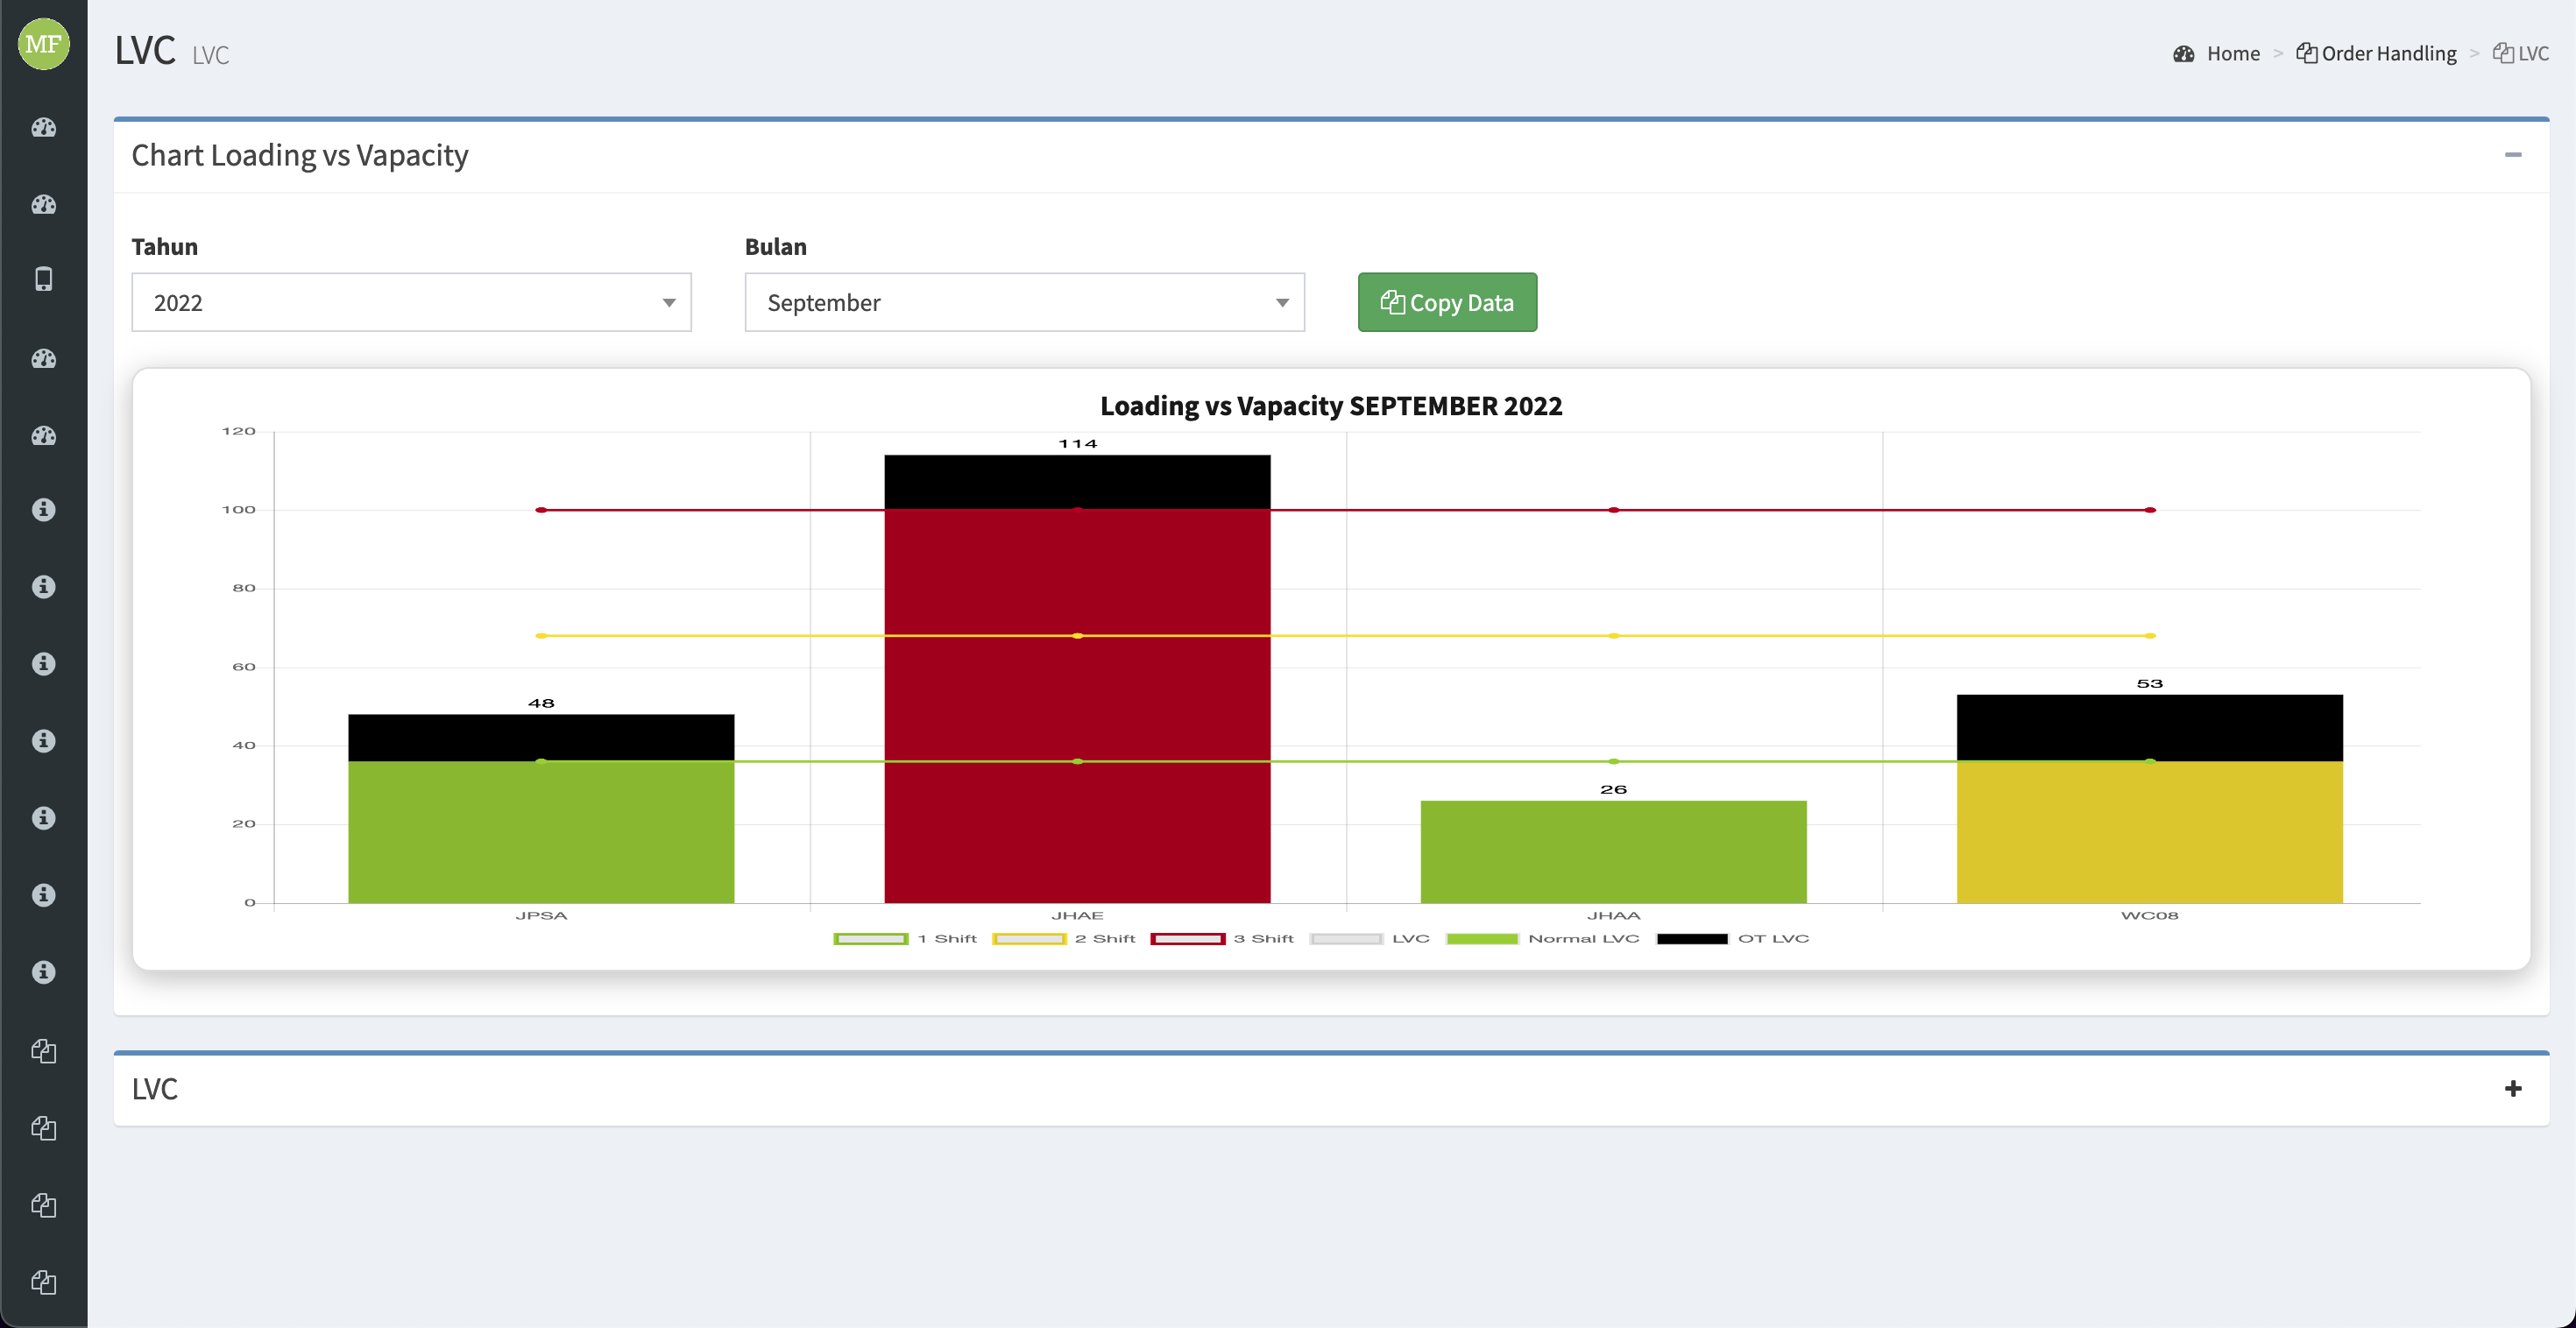 MF
LVC LVC
Home > Order Handling > LVC
Chart Loading vs Vapacity
Tahun Bulan
2022 September Copy Data
Loading vs Vapacity SEPTEMBER 2022
120
114
100
80
60
53
48
40
26
20
0
JPSA JHAE JHAA WC08
1 Shift 2 Shift 3 Shift LVC Normal LVC OT LVC
LVC